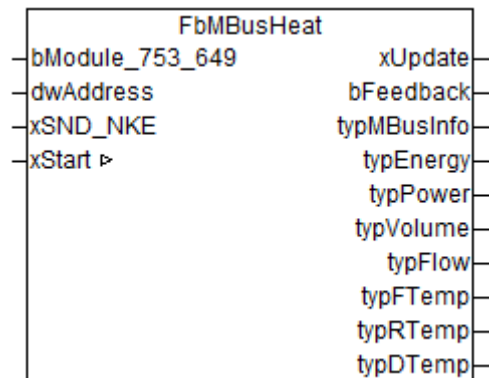 FbMBusHeat
bModule_753_649 xUpdate
dwAddress bFeedback
xSND_NKE typMBusInfo
xStart ▷ typEnergy
typPower
typVolume
typFlow
typFTemp
typRTemp
typDTemp